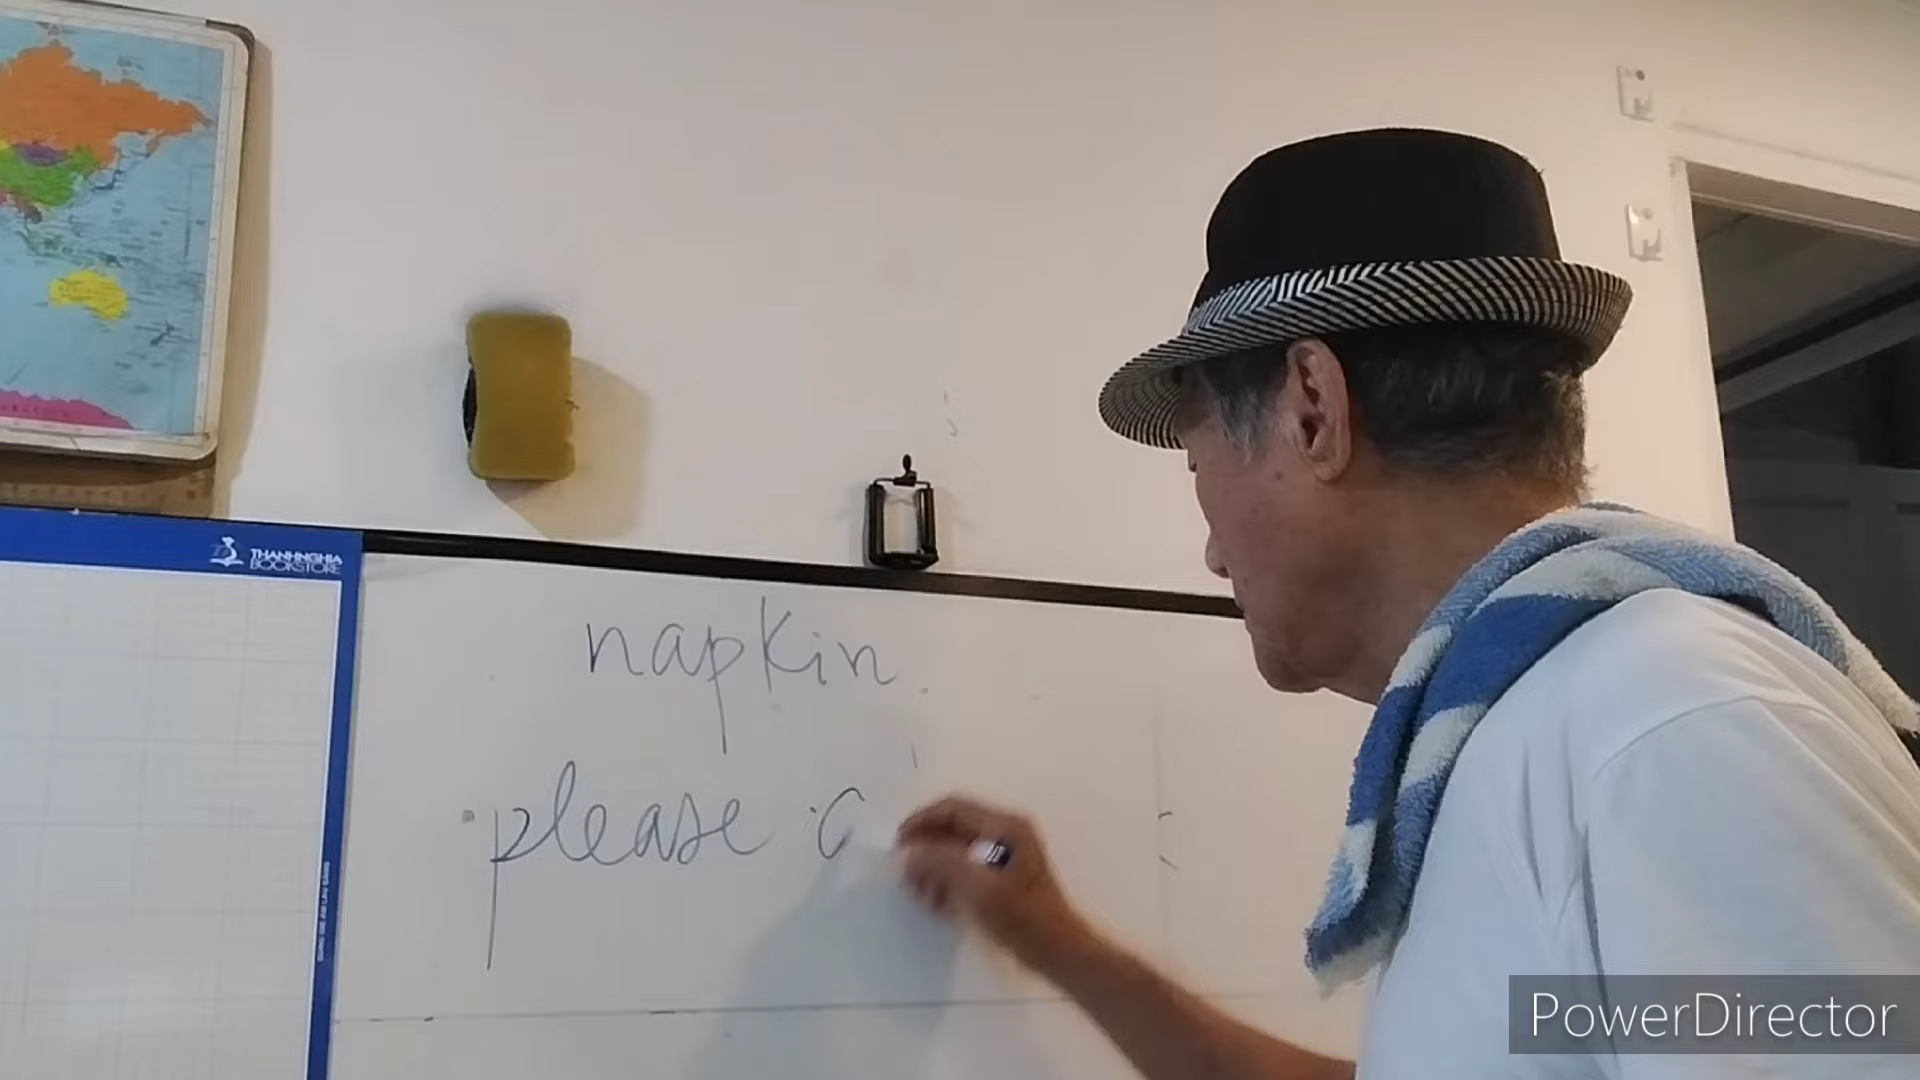 THANHNGHIA
BOOKSTORE
napkin
please
PowerDirector